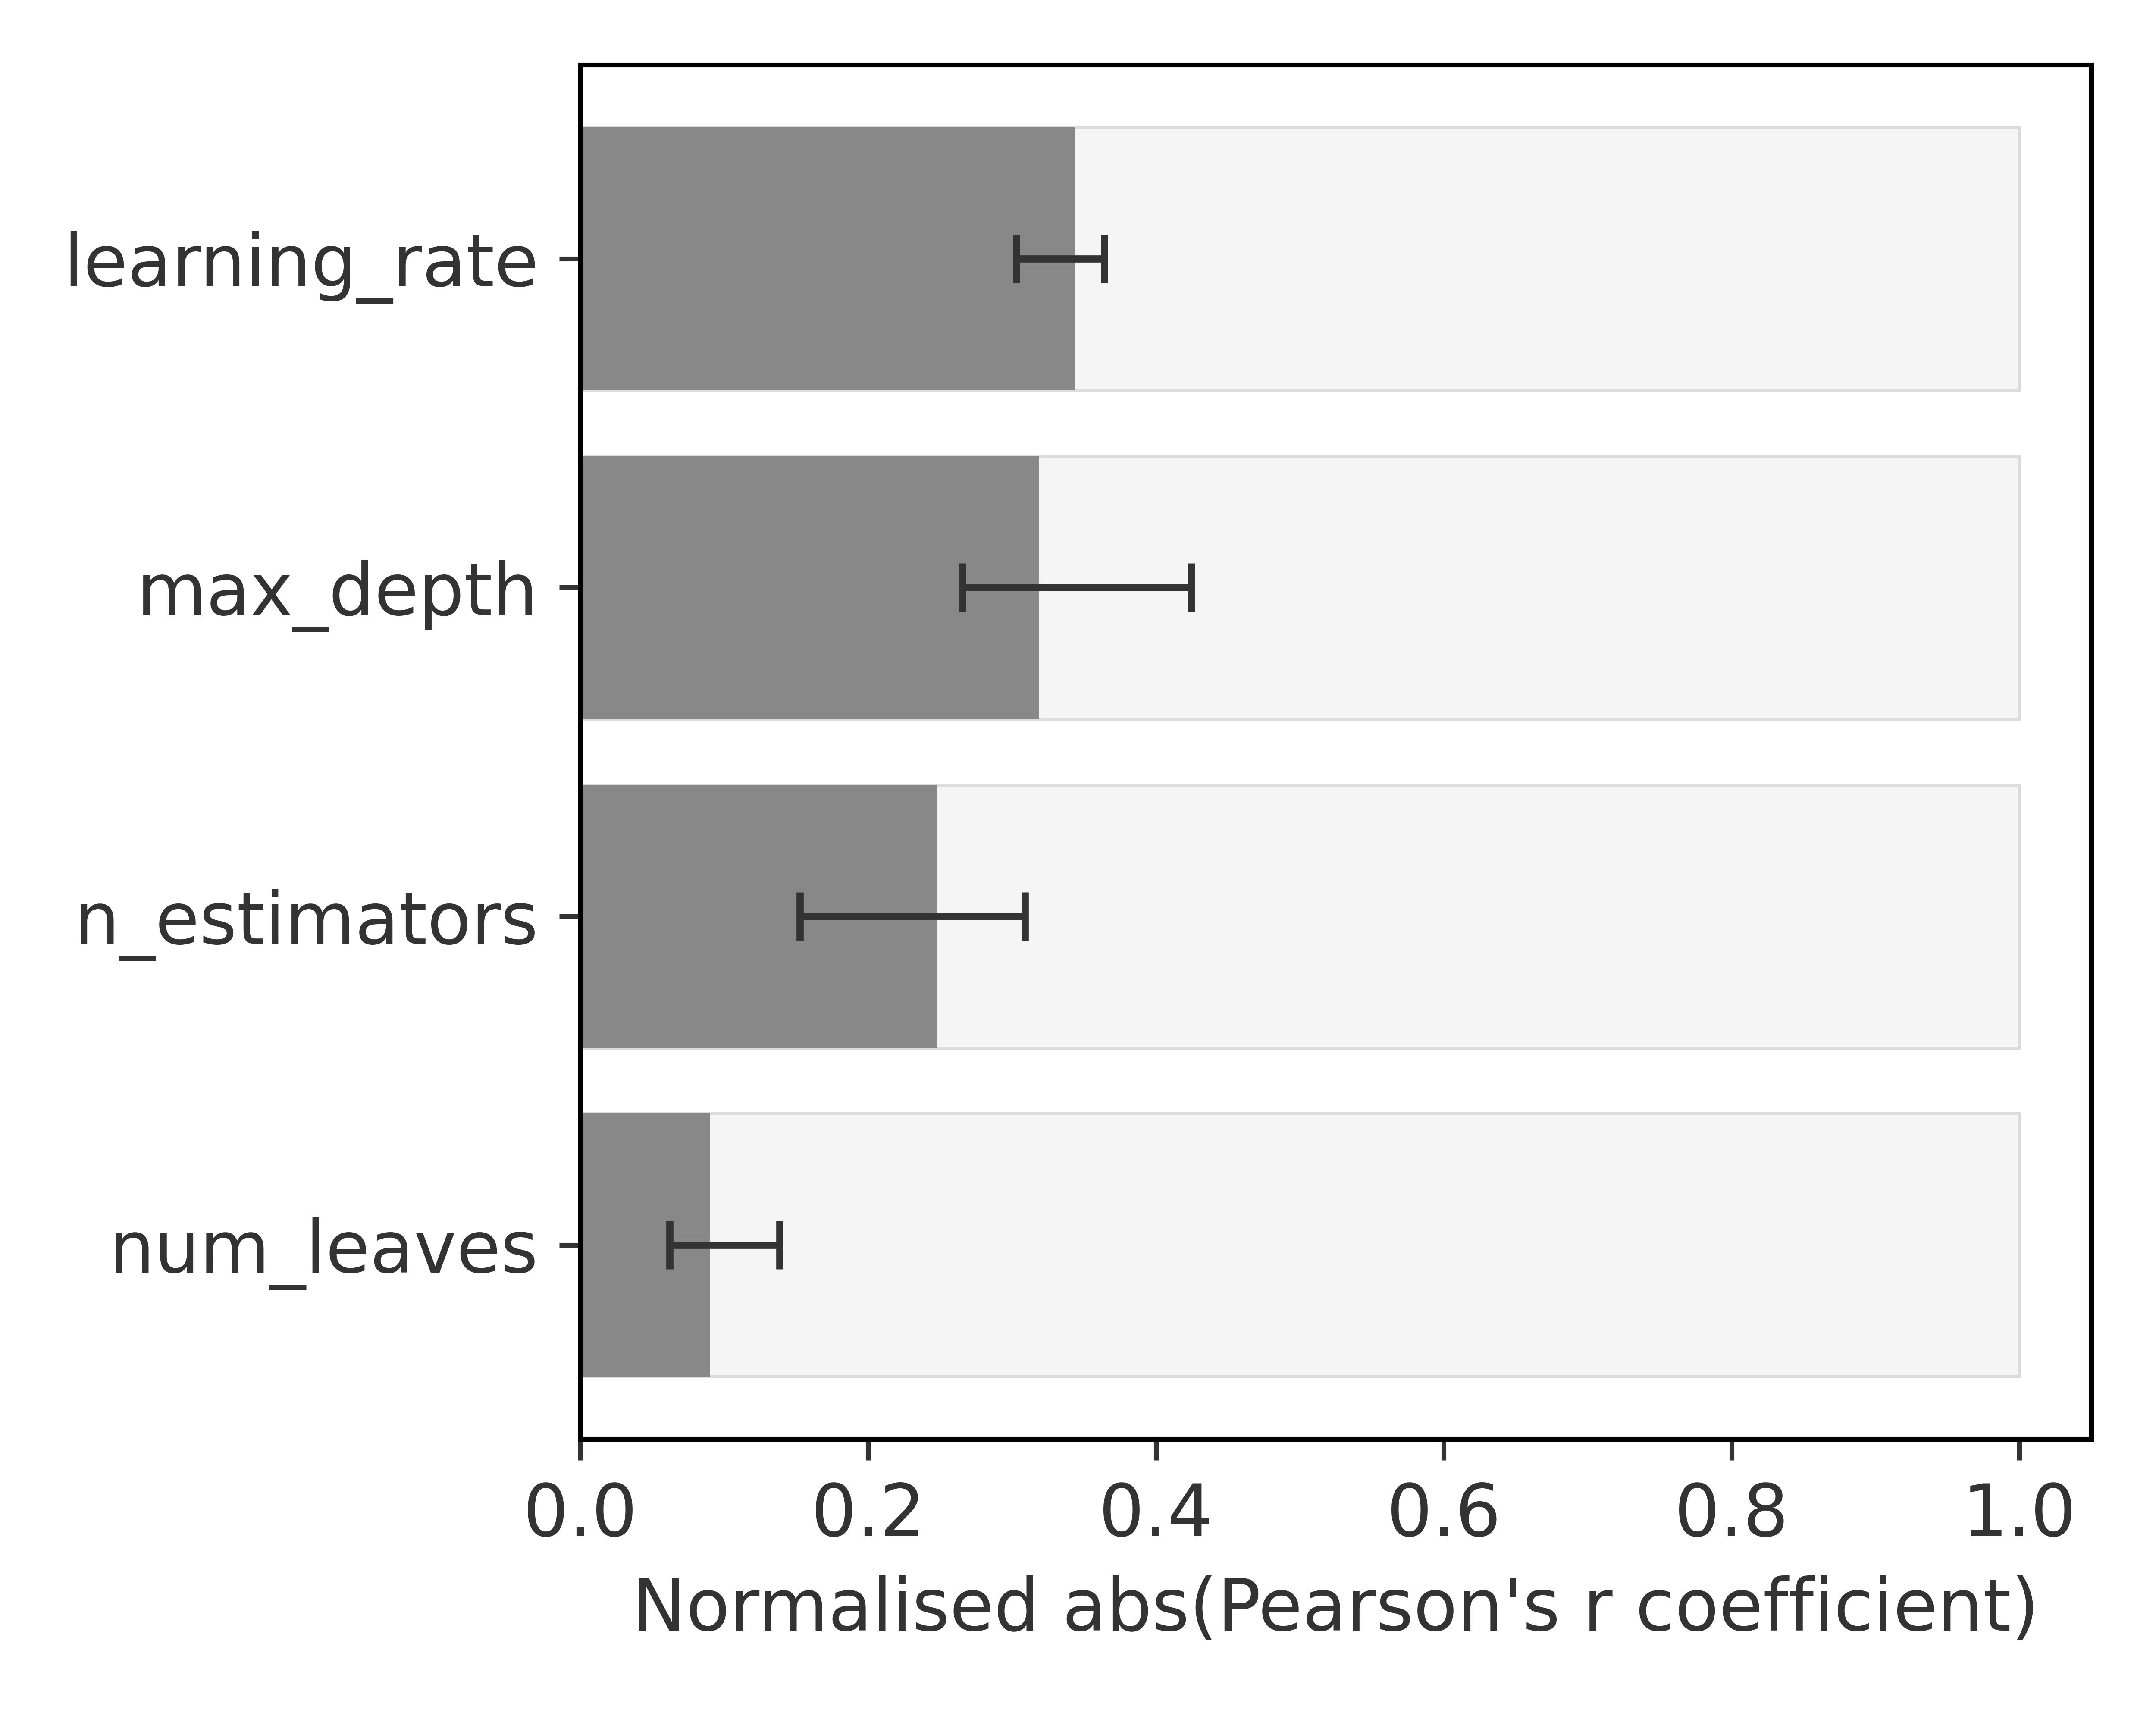 learning_rate
max_depth
n_estimators
num_leaves
0.0 0.2 0.4 0.6 0.8 1.0
Normalised abs(Pearson's r coefficient)